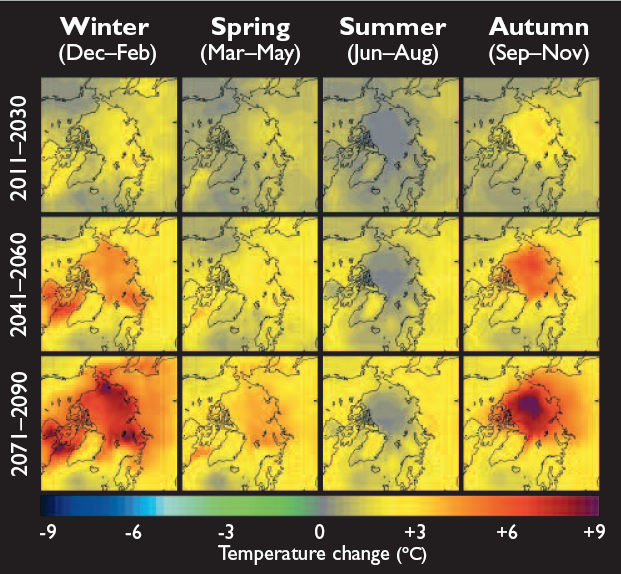 Winter Spring Summer Autumn
(Dec–Feb) (Mar–May) (Jun–Aug) (Sep–Nov)
2011–2030
2041–2060
2071–2090
-9 -6 -3 0 +3 +6 +9
Temperature change (ºC)